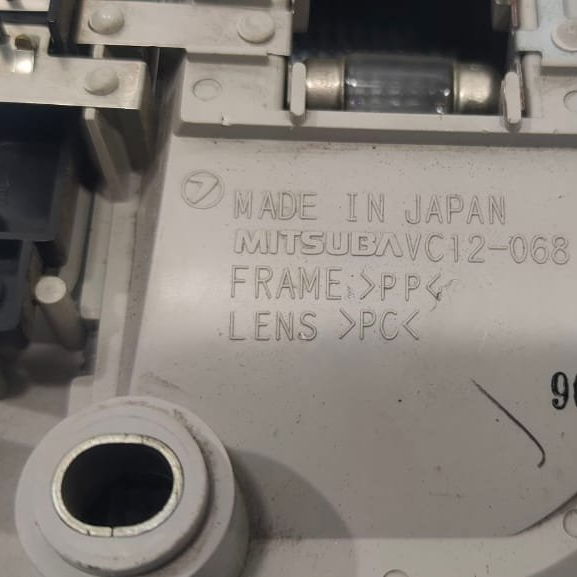 MADE IN JAPAN
MITSUBA VC12-068
FRAME >PP<
LENS >PC<